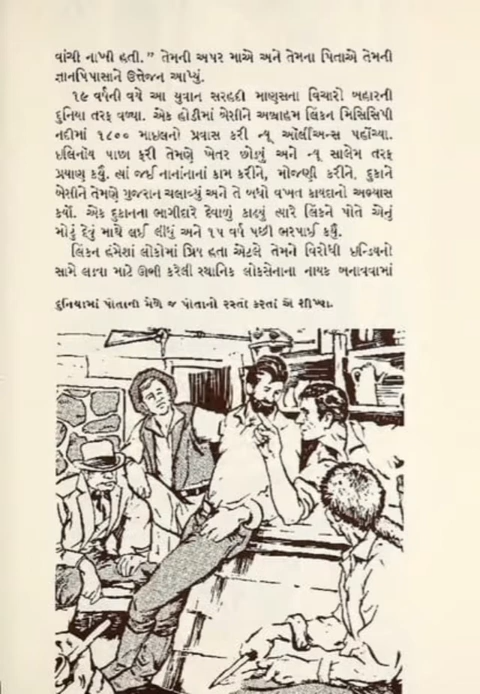 વાંચી નાખી હતી.” તેમની અપર માએ અને તેમના પિતાએ તેમની
જ્ઞાનપિપાસાને ઉત્તેજન આપ્યું.
૧૯ વર્ષની વયે આ યુવાન સરહદી માણસના વિચારો બહારની
દુનિયા તરફ વળ્યા. એક હોડીમાં બેસીને અબ્રાહમ લિંકન મિસિસિપી
નદીમાં ૧૮૦૦ માઇલનો પ્રવાસ કરી ન્યૂ ઑર્લીઅન્સ પહોંચ્યા.
ઇલિનૉય પાછા ફરી તેમણે ખેતર છોડ્યું અને ન્યૂ સાલેમ તરફ
પ્રયાણ કર્યું. ત્યાં જઈ નાનાંનાનાં કામ કરીને, મોજણી કરીને, દુકાને
બેસીને તેમણે ગુજરાન ચલાવ્યું અને તે બધો વખત કાયદાનો અભ્યાસ
કર્યો. એક દુકાનના ભાગીદારે દેવાળું કાઢ્યું ત્યારે લિંકને પોતે એનું
મોટું દેવું માથે લઈ લીધું અને ૧૫ વર્ષ પછી ભરપાઈ કર્યું.
લિંકન હંમેશાં લોકોમાં પ્રિય હતા એટલે તેમને વિરોધી ઇન્ડિયનો
સામે લડવા માટે ઊભી કરેલી સ્થાનિક લોકસેનાના નાયક બનાવવામાં
દુનિયામાં પોતાની મેળે જ પોતાનો રસ્તો કરતાં એ શીખ્યા.